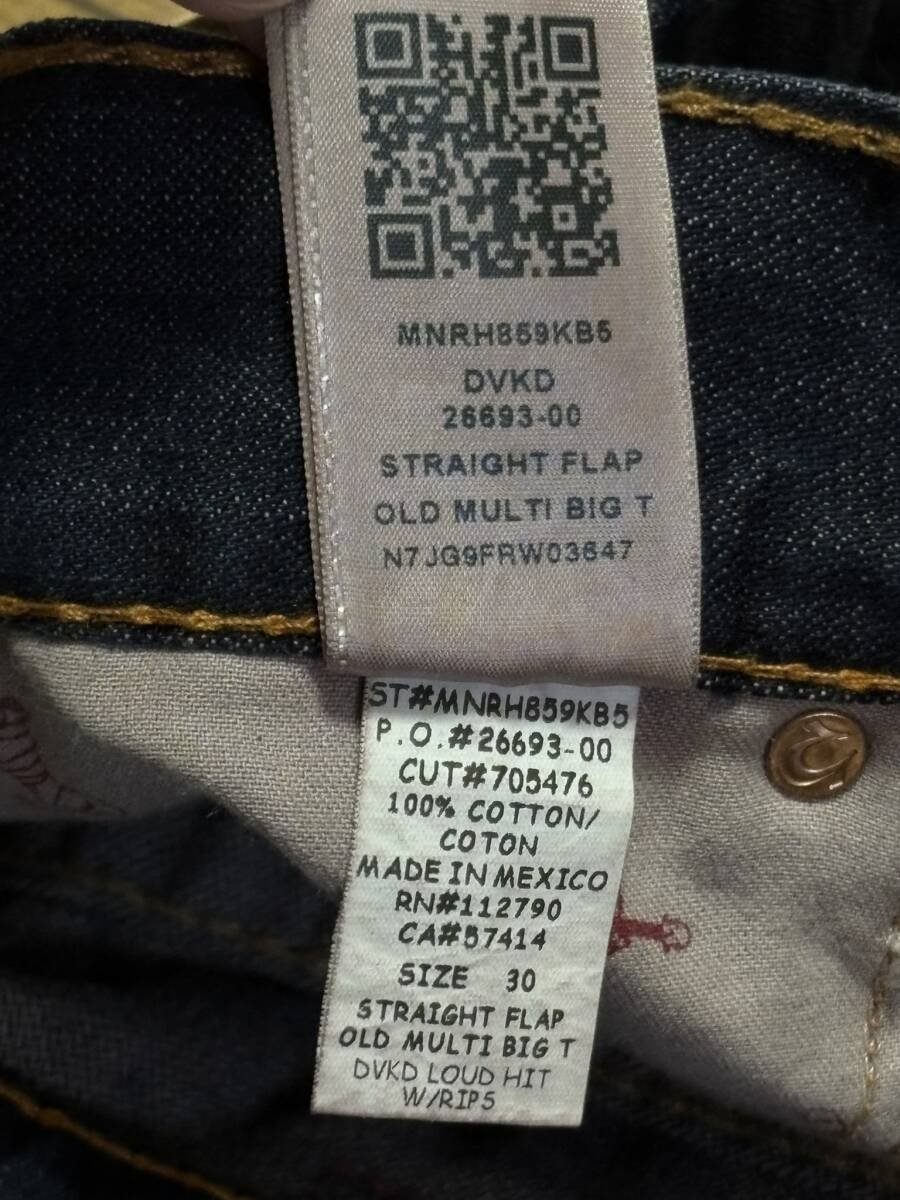 MNRH859KB5
DVKD
26693-00
STRAIGHT FLAP
OLD MULTI BIG T
N7JG9FRW03647
ST#MNRH859KB5
P.O.#26693-00
CUT#705476
100% COTTON/
COTON
MADE IN MEXICO
RN#112790
CA#57414
SIZE 30
STRAIGHT FLAP
OLD MULTI BIG T
DVKD LOUD HIT
W/RIPS